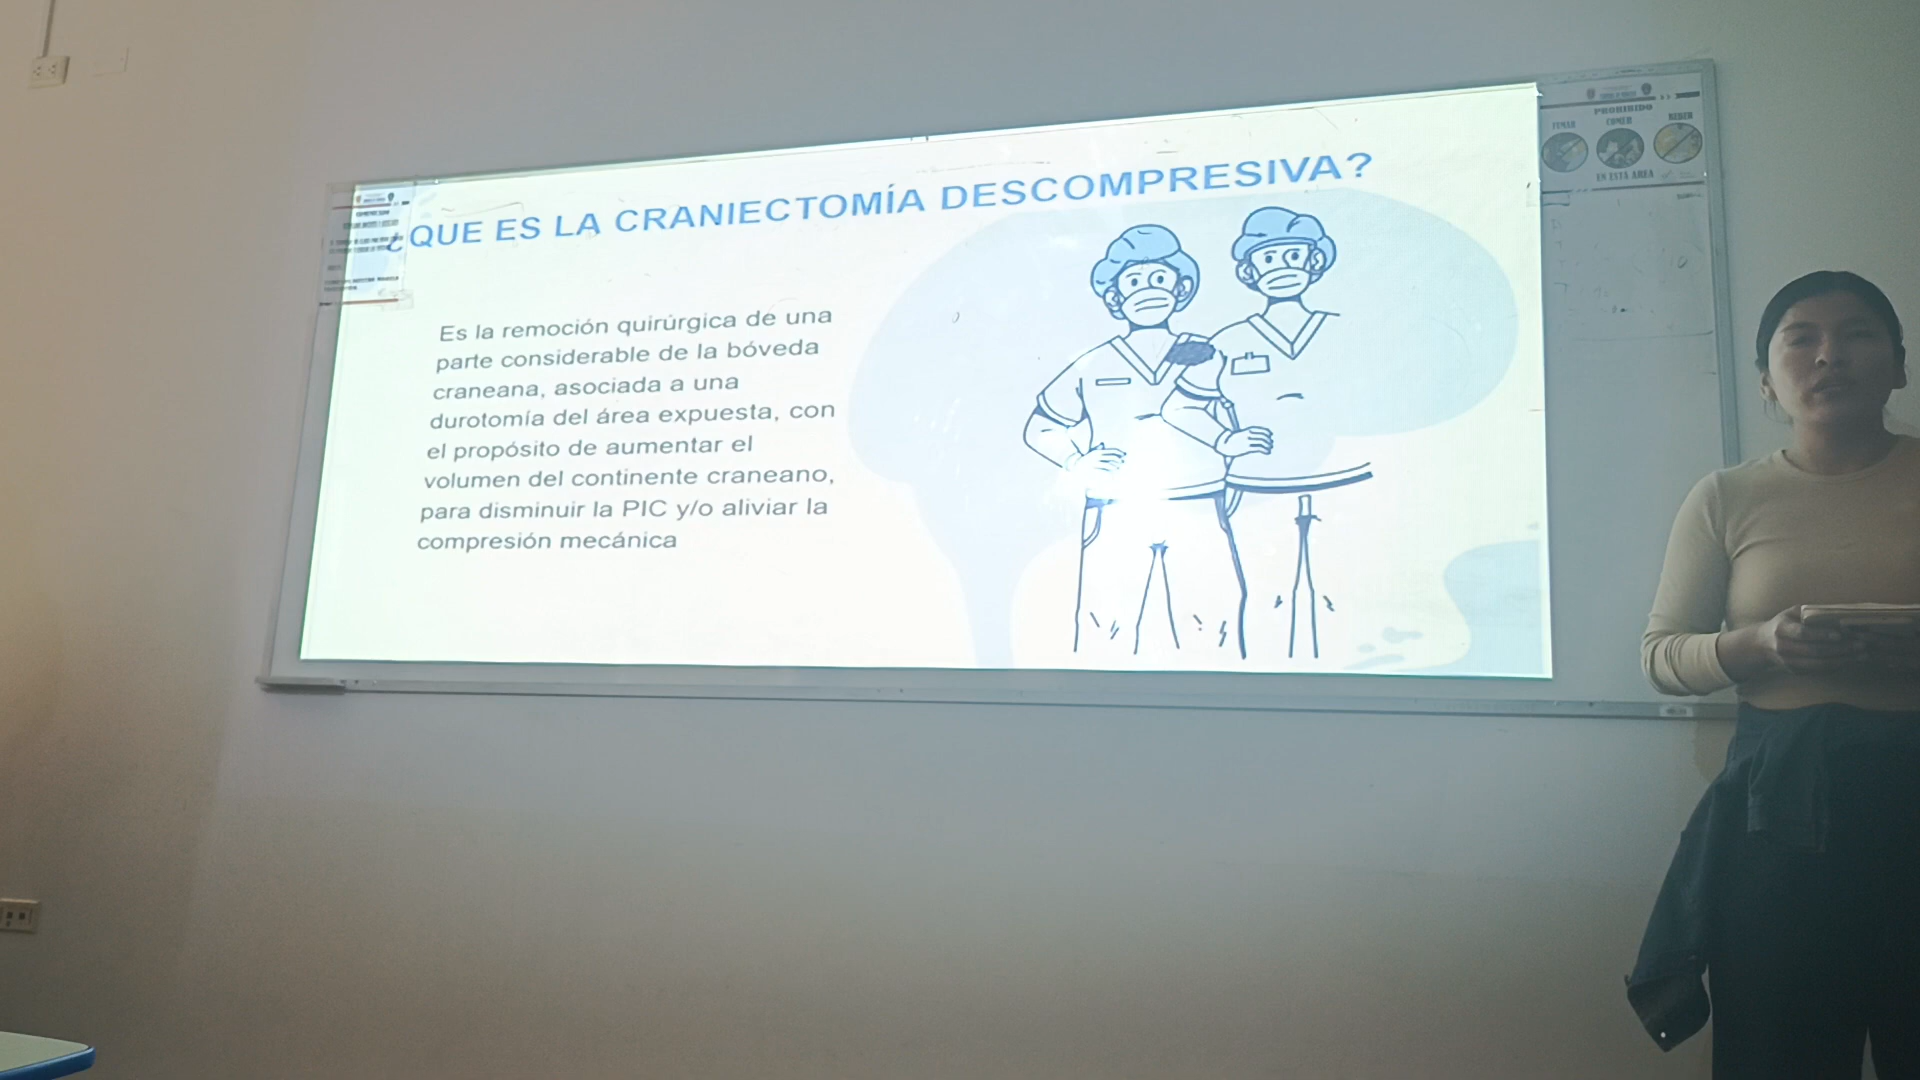 ¿QUE ES LA CRANIECTOMÍA DESCOMPRESIVA?
Es la remoción quirúrgica de una
parte considerable de la bóveda
craneana, asociada a una
durotomía del área expuesta, con
el propósito de aumentar el
volumen del continente craneano,
para disminuir la PIC y/o aliviar la
compresión mecánica
PROHIBIDO
FUMAR COMER BEBER
EN ESTA AREA